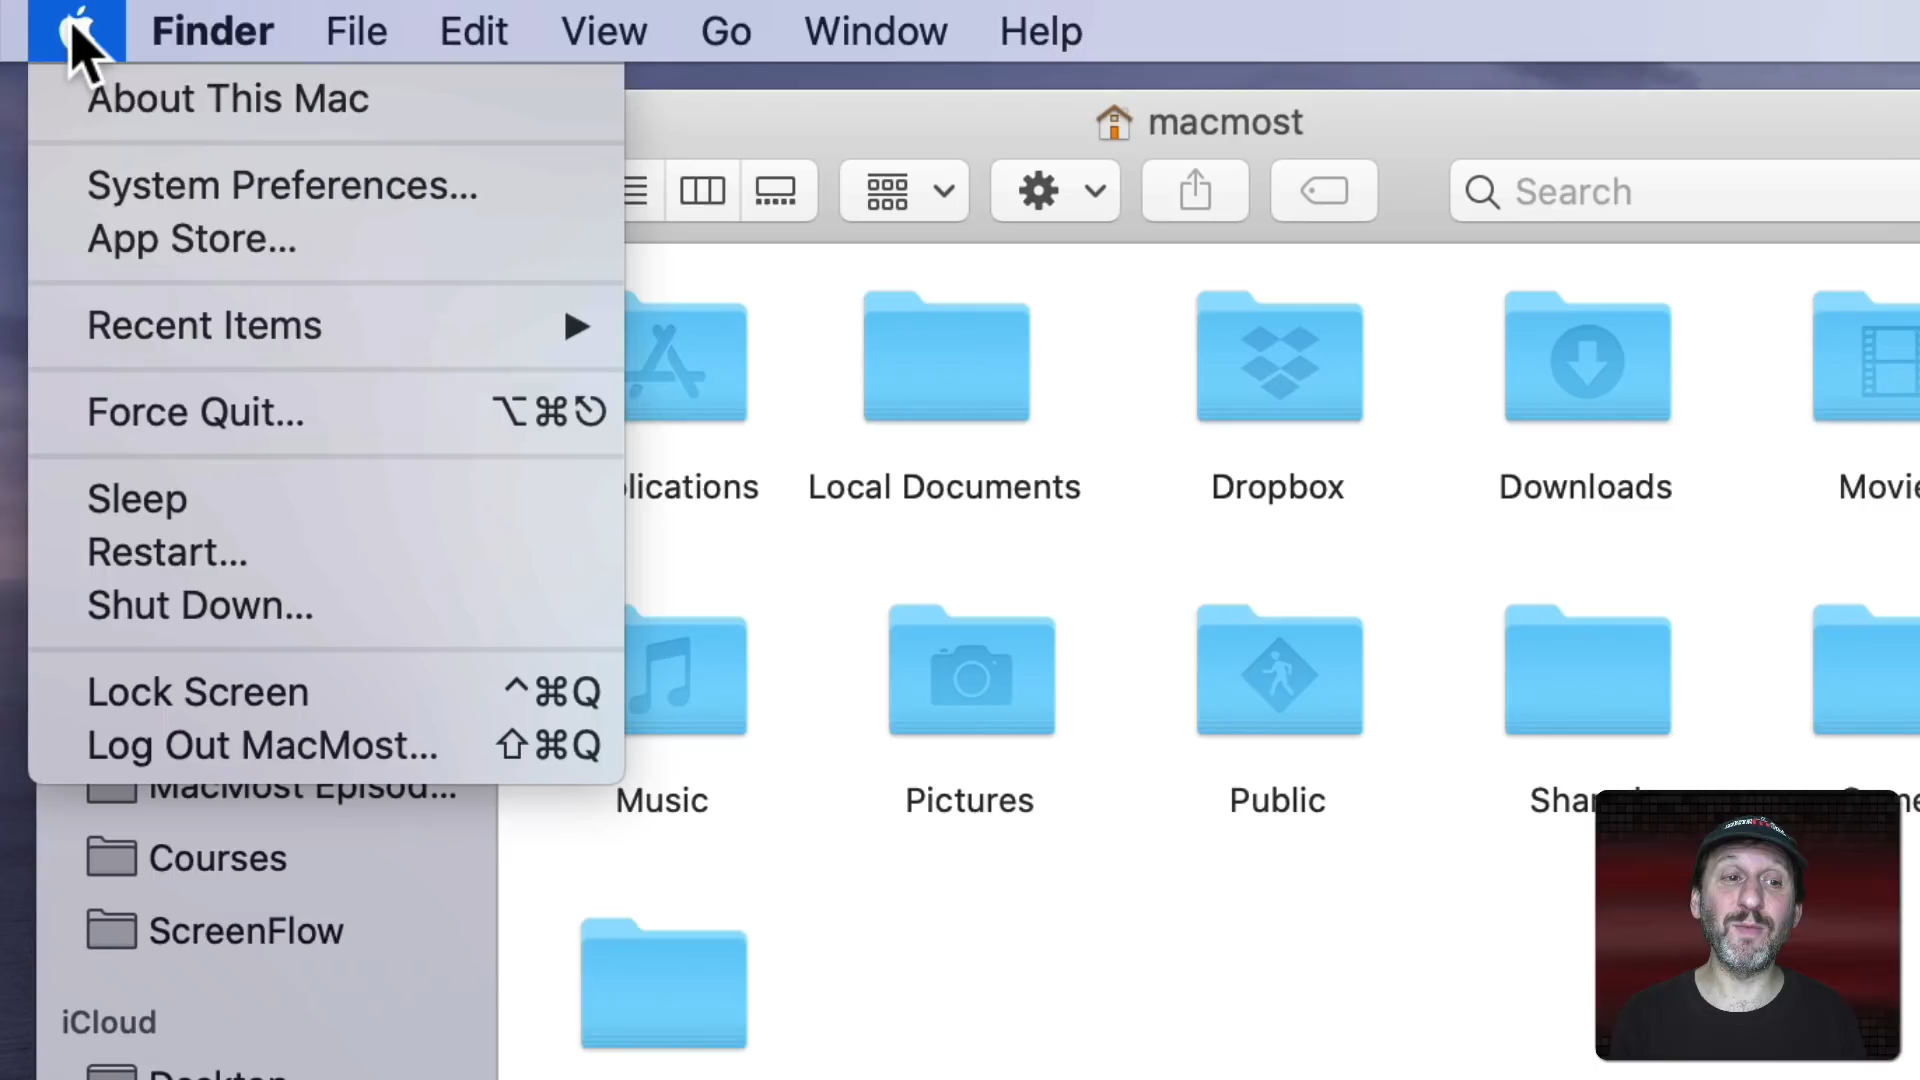 Finder File Edit View Go Window Help
About This Mac
System Preferences...
App Store...
Recent Items
Force Quit... ⌥⌘⎋
Sleep
Restart...
Shut Down...
Lock Screen ^⌘Q
Log Out MacMost... ⇧⌘Q
macmost
Search
lications
Local Documents
Dropbox
Downloads
Movie
Music
Pictures
Public
MacMost Episod...
Courses
ScreenFlow
iCloud
Desktop